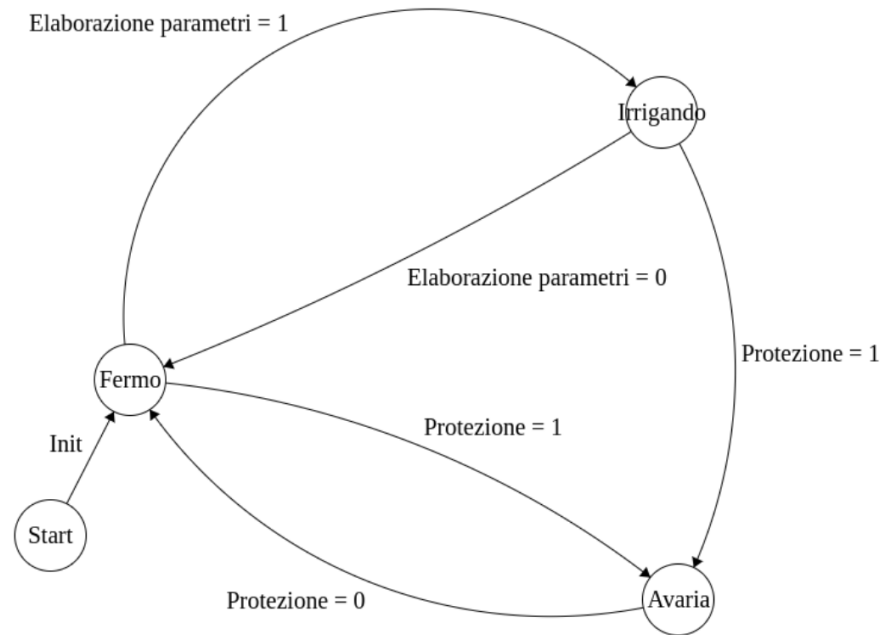 Elaborazione parametri = 1
Irrigando
Elaborazione parametri = 0
Protezione = 1
Fermo
Protezione = 1
Init
Start
Protezione = 0
Avaria